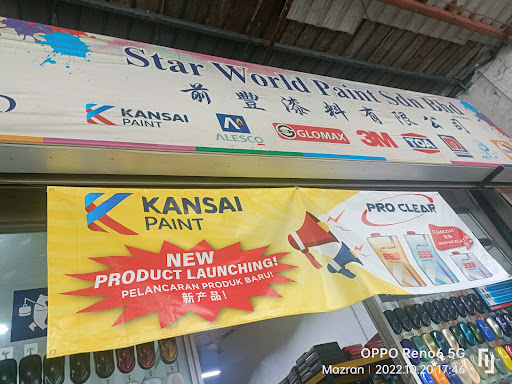 Star World Paint Sdn Bhd
前豐漆料有限公司
KANSAI
PAINT
ALESCO
GLOMAX
3M
TOA
KANSAI
PAINT
PRO CLEAR
NEW
PRODUCT LAUNCHING!
PELANCARAN PRODUK BARU!
新产品!
OPPO Reno6 5G
Mazran | 2022.10.20 17:46